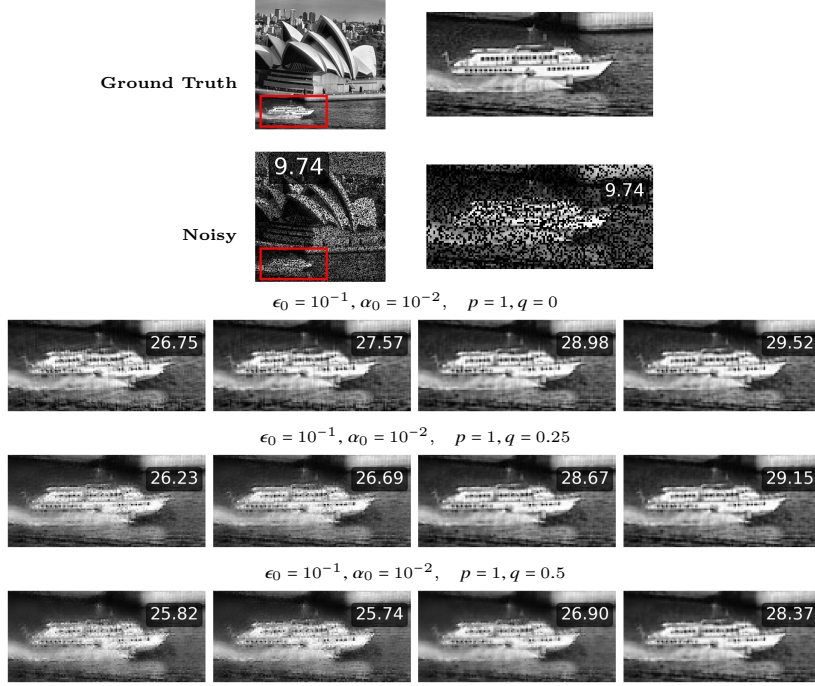 Ground Truth
9.74
Noisy
9.74
ϵ₀ = 10⁻¹, α₀ = 10⁻², p = 1, q = 0
26.75 27.57 28.98 29.52
ϵ₀ = 10⁻¹, α₀ = 10⁻², p = 1, q = 0.25
26.23 26.69 28.67 29.15
ϵ₀ = 10⁻¹, α₀ = 10⁻², p = 1, q = 0.5
25.82 25.74 26.90 28.37